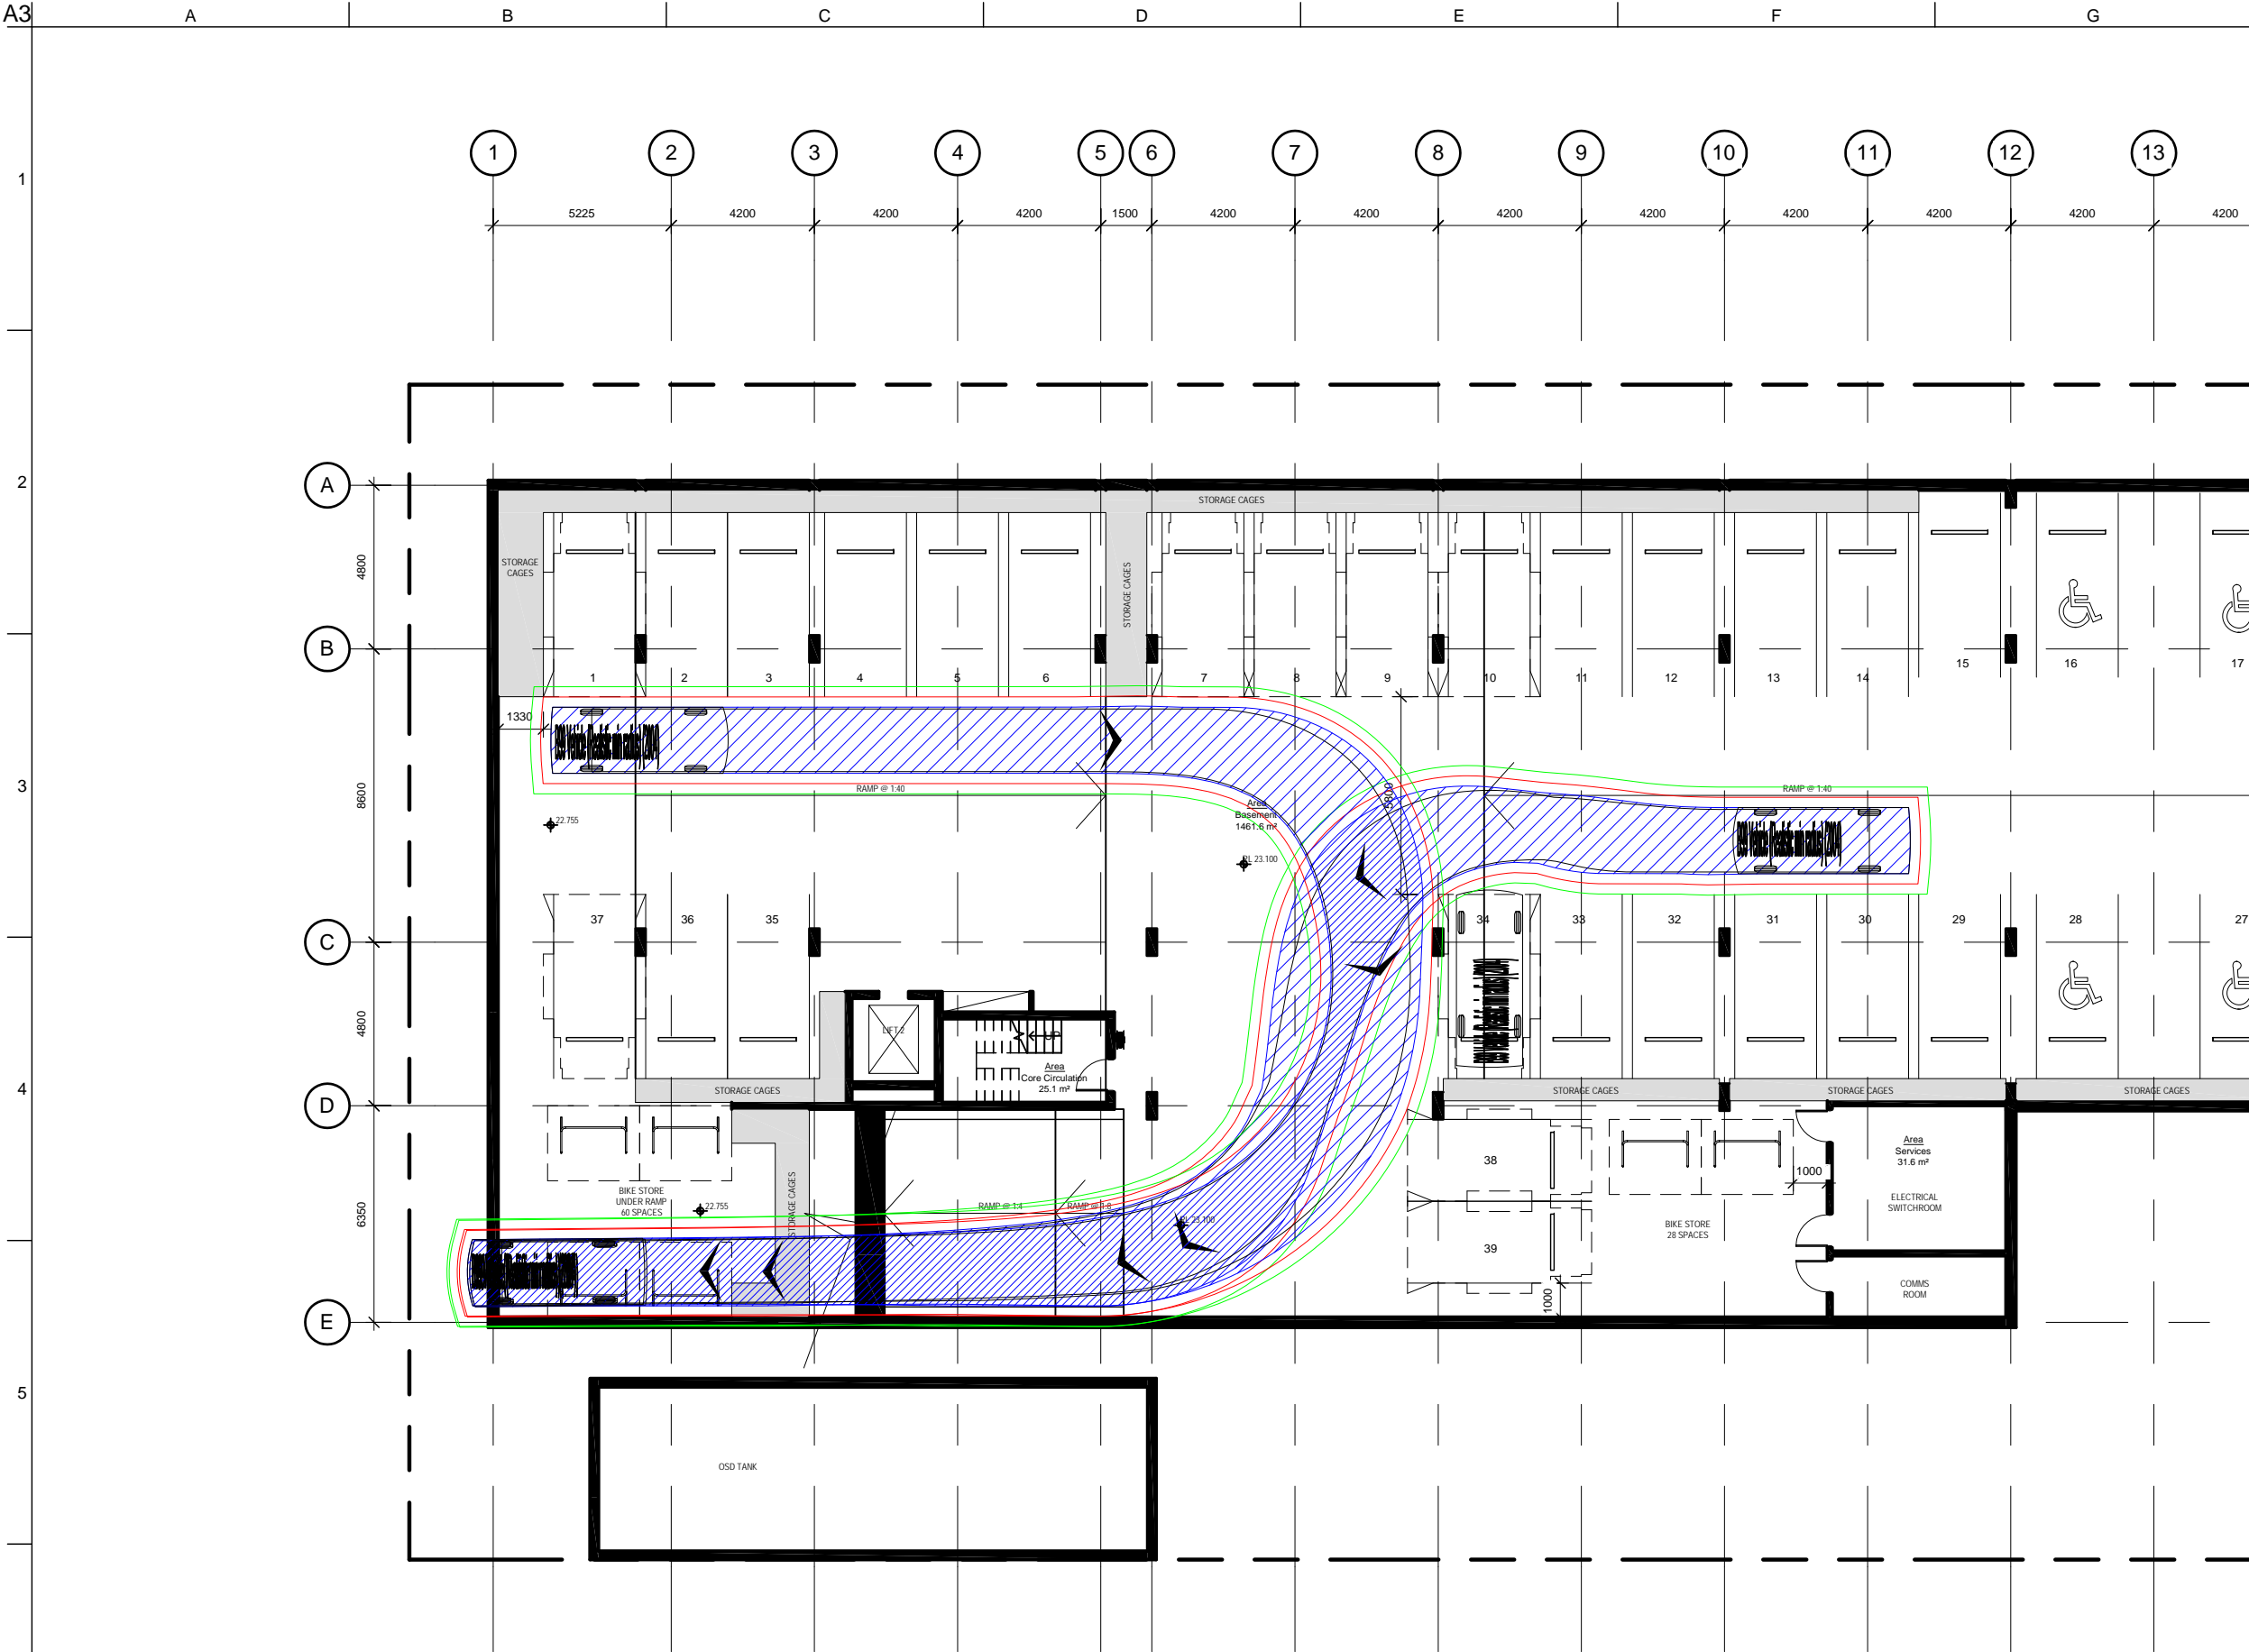 A3
A
B
C
D
E
F
G
1
2
3
4
5
6
7
8
9
10
11
12
13
5225
4200
4200
4200
1500
4200
4200
4200
4200
4200
4200
4200
4200
1
2
3
4
5
A
B
C
D
E
4800
8600
4800
6350
STORAGE CAGES
STORAGE
CAGES
STORAGE CAGES
1
2
3
4
5
6
7
8
9
10
11
12
13
14
15
16
17
1330
RAMP @ 1:40
RAMP @ 1:40
22.755
Area
Basement
1461.6 m²
RL 23.100
5800
37
36
35
34
33
32
31
30
29
28
27
LIFT 2
UP
Area
Core Circulation
25.1 m²
STORAGE CAGES
STORAGE CAGES
STORAGE CAGES
STORAGE CAGES
STORAGE CAGES
BIKE STORE
UNDER RAMP
60 SPACES
22.755
RAMP @ 1:4
RAMP @ 1:8
RL 23.100
38
39
1000
BIKE STORE
28 SPACES
1000
Area
Services
31.6 m²
ELECTRICAL
SWITCHROOM
COMMS
ROOM
OSD TANK